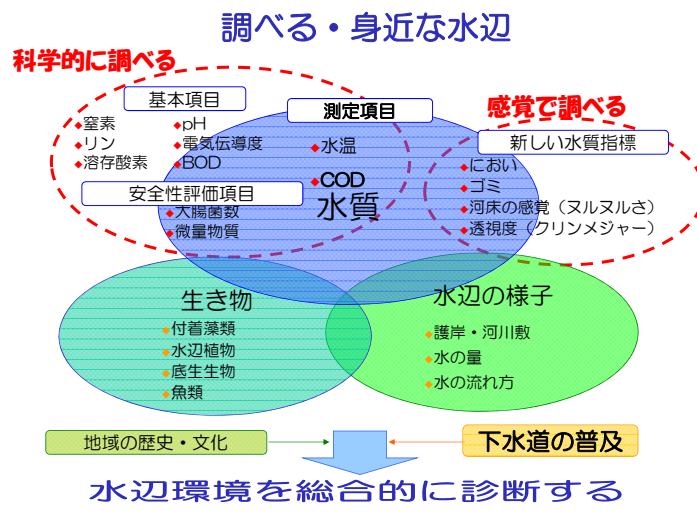 調べる・身近な水辺
科学的に調べる
基本項目
◆窒素
◆リン
◆溶存酸素
◆pH
◆電気伝導度
◆BOD
安全性評価項目
◆大腸菌数
◆微量物質
測定項目
◆水温
◆COD
水質
感覚で調べる
新しい水質指標
◆におい
◆ゴミ
◆河床の感覚（ヌルヌルさ）
◆透視度（クリンメジャー）
生き物
◆付着藻類
◆水辺植物
◆底生生物
◆魚類
水辺の様子
◆護岸・河川敷
◆水の量
◆水の流れ方
地域の歴史・文化
下水道の普及
水辺環境を総合的に診断する